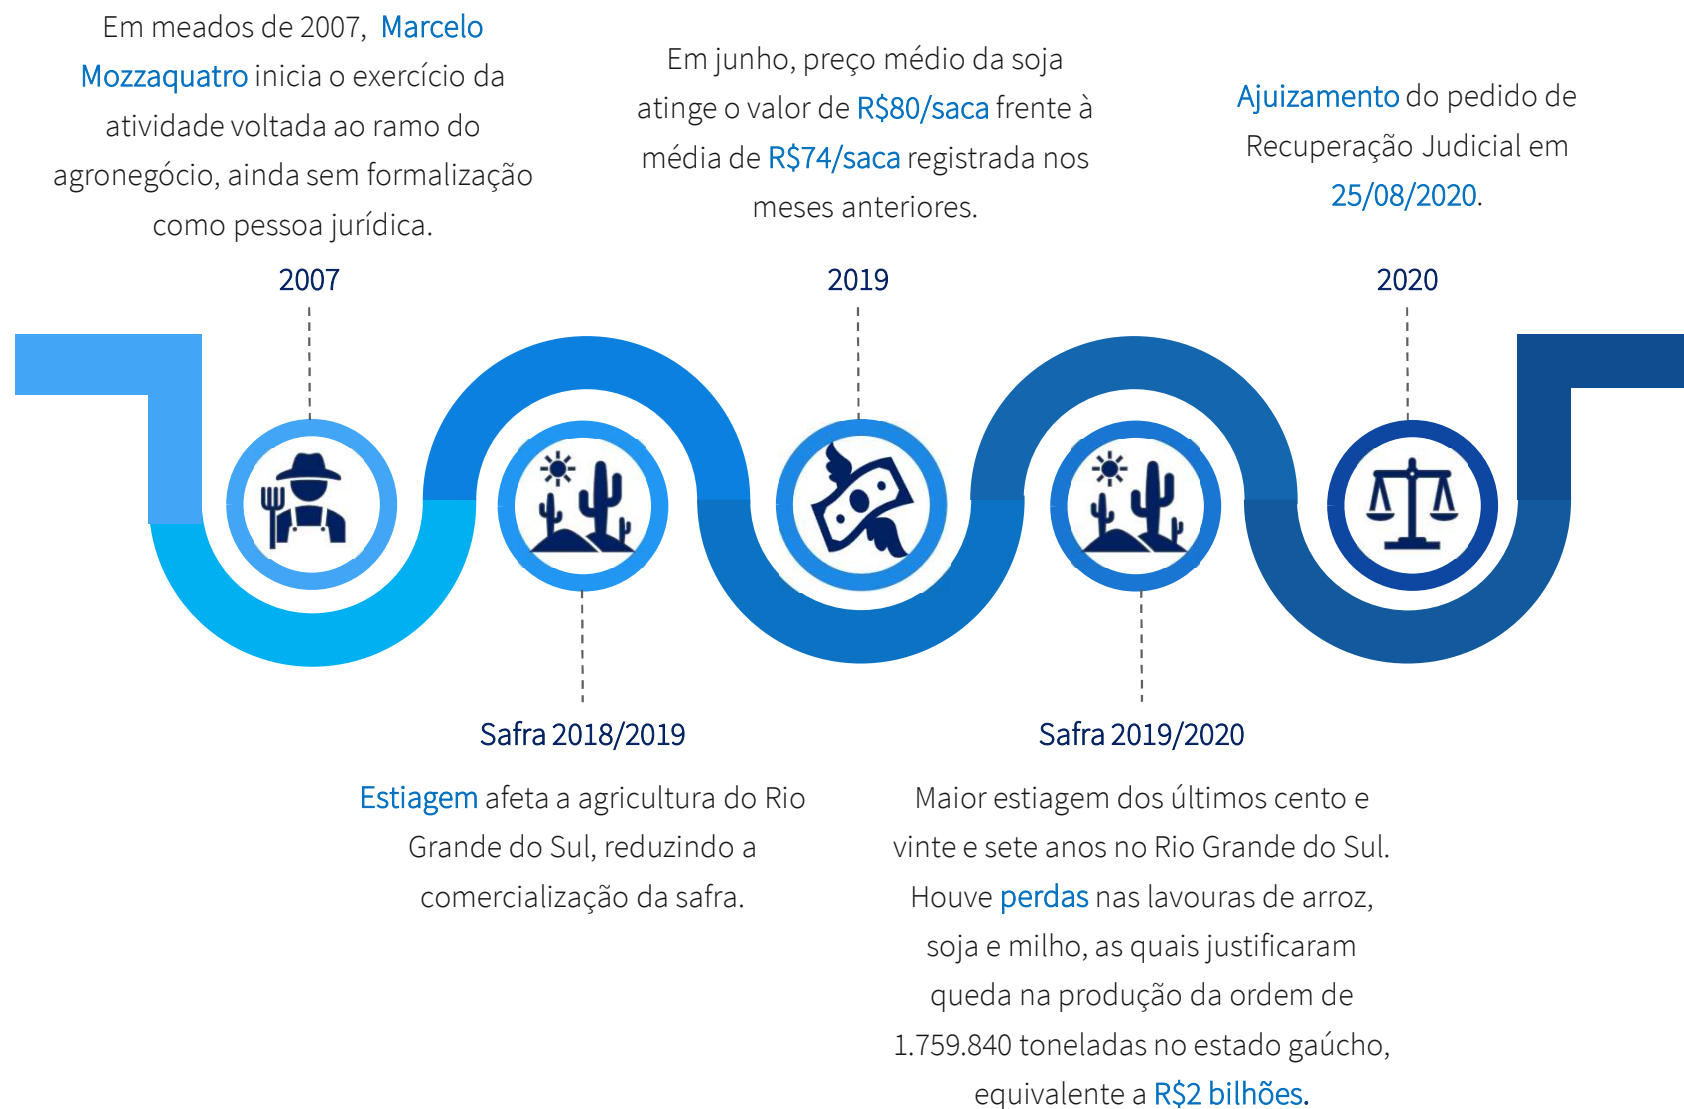 Em meados de 2007, Marcelo
Mozzaquatro inicia o exercício da
atividade voltada ao ramo do
agronegócio, ainda sem formalização
como pessoa jurídica.
2007
Safra 2018/2019
Estiagem afeta a agricultura do Rio
Grande do Sul, reduzindo a
comercialização da safra.
Em junho, preço médio da soja
atinge o valor de R$80/saca frente à
média de R$74/saca registrada nos
meses anteriores.
2019
Safra 2019/2020
Maior estiagem dos últimos cento e
vinte e sete anos no Rio Grande do Sul.
Houve perdas nas lavouras de arroz,
soja e milho, as quais justificaram
queda na produção da ordem de
1.759.840 toneladas no estado gaúcho,
equivalente a R$2 bilhões.
Ajuizamento do pedido de
Recuperação Judicial em
25/08/2020.
2020